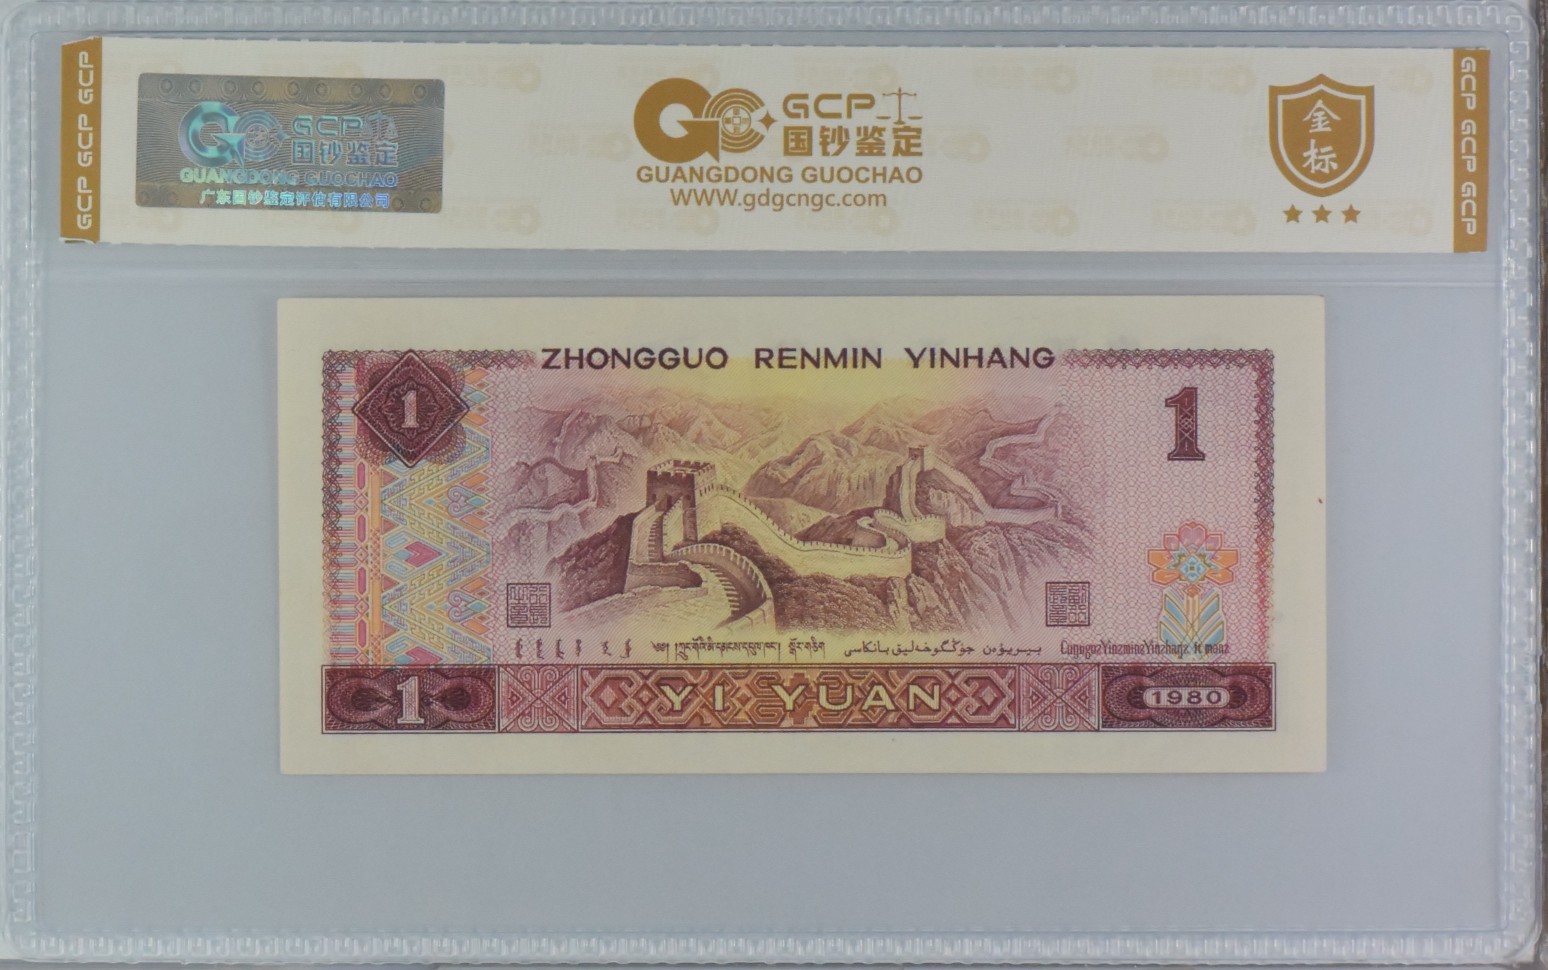 GCP GCP GCP
GCP
国钞鉴定
GUANGDONG GUOCHAO
广东国钞鉴定评估有限公司
GCP
国钞鉴定
GUANGDONG GUOCHAO
WWW.gdgcngc.com
金
标
GCP GCP GCP
ZHONGGUO RENMIN YINHANG
1
1
YI YUAN
1
1980